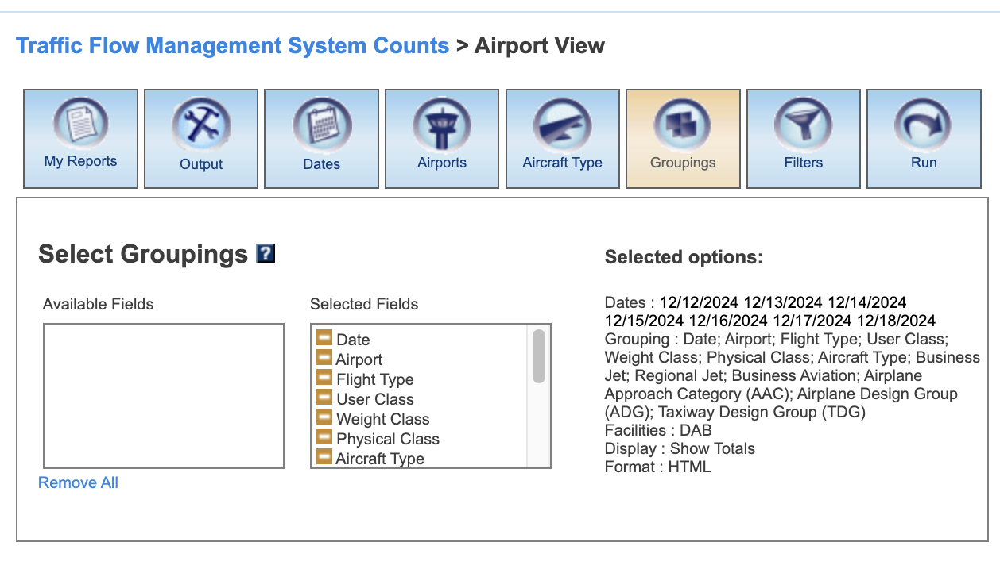 Traffic Flow Management System Counts > Airport View
My Reports
Output
Dates
Airports
Aircraft Type
Groupings
Filters
Run
Select Groupings ?
Available Fields
Remove All
Selected Fields
Date
Airport
Flight Type
User Class
Weight Class
Physical Class
Aircraft Type
Selected options:
Dates : 12/12/2024 12/13/2024 12/14/2024
12/15/2024 12/16/2024 12/17/2024 12/18/2024
Grouping : Date; Airport; Flight Type; User Class;
Weight Class; Physical Class; Aircraft Type; Business
Jet; Regional Jet; Business Aviation; Airplane
Approach Category (AAC); Airplane Design Group
(ADG); Taxiway Design Group (TDG)
Facilities : DAB
Display : Show Totals
Format : HTML